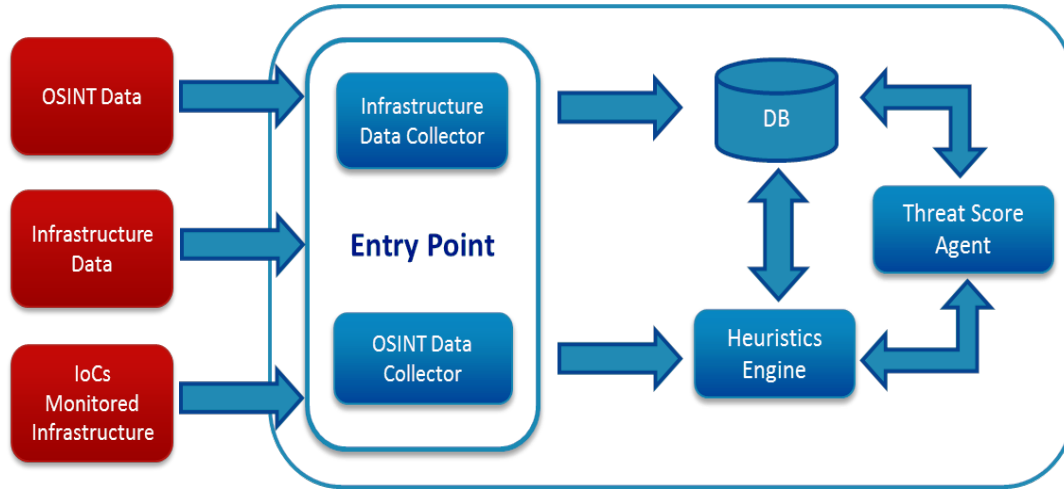 OSINT Data
Infrastructure
Data
IoCs
Monitored
Infrastructure
Infrastructure
Data Collector
Entry Point
OSINT Data
Collector
DB
Heuristics
Engine
Threat Score
Agent